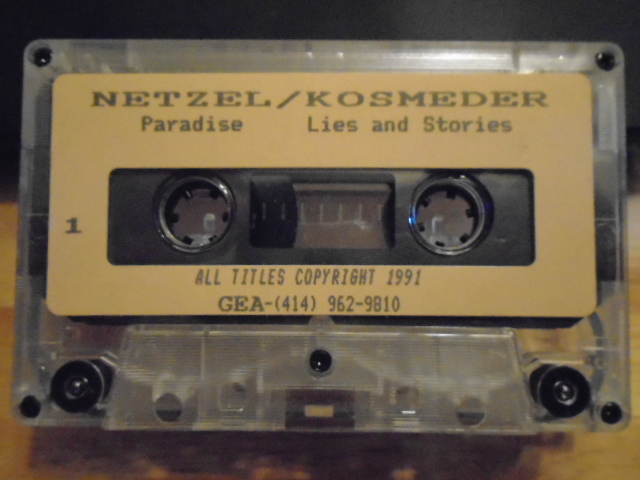 NETZEL/KOSMEDER
Paradise Lies and Stories
1
ALL TITLES COPYRIGHT 1991
GEA-(414) 962-9810